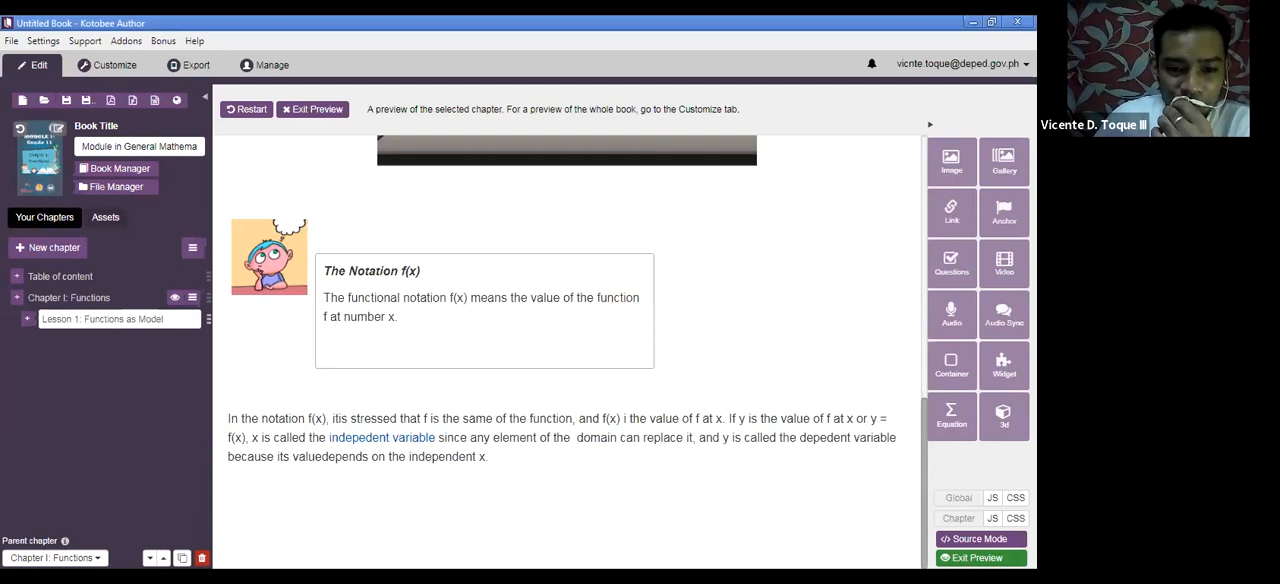 Untitled Book - Kotobee Author
File Settings Support Addons Bonus Help
Edit Customize Export Manage
vicnte.toque@deped.gov.ph
Vicente D. Toque III
Restart Exit Preview A preview of the selected chapter. For a preview of the whole book, go to the Customize tab.
Book Title
Module in General Mathema
Book Manager
File Manager
Your Chapters Assets
New chapter
Table of content
Chapter I: Functions
Lesson 1: Functions as Model
Parent chapter
Chapter I: Functions
The Notation f(x)
The functional notation f(x) means the value of the function
f at number x.
In the notation f(x), itis stressed that f is the same of the function, and f(x) i the value of f at x. If y is the value of f at x or y =
f(x), x is called the indepedent variable since any element of the domain can replace it, and y is called the depedent variable
because its valuedepends on the independent x.
Image Gallery
Link Anchor
Questions Video
Audio Audio Sync
Container Widget
Equation 3d
Global JS CSS
Chapter JS CSS
</> Source Mode
Exit Preview